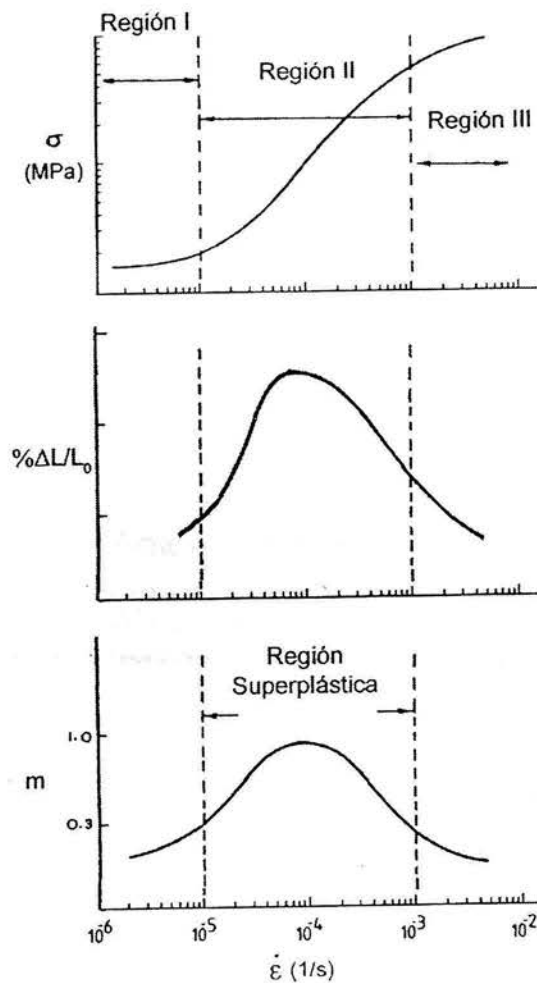 Región I
Región II
Región III
σ
(MPa)
%ΔL/L₀
Región
Superplástica
1.0
m
0.3
10⁻⁶ 10⁻⁵ 10⁻⁴ 10⁻³ 10⁻²
ε̇ (1/s)